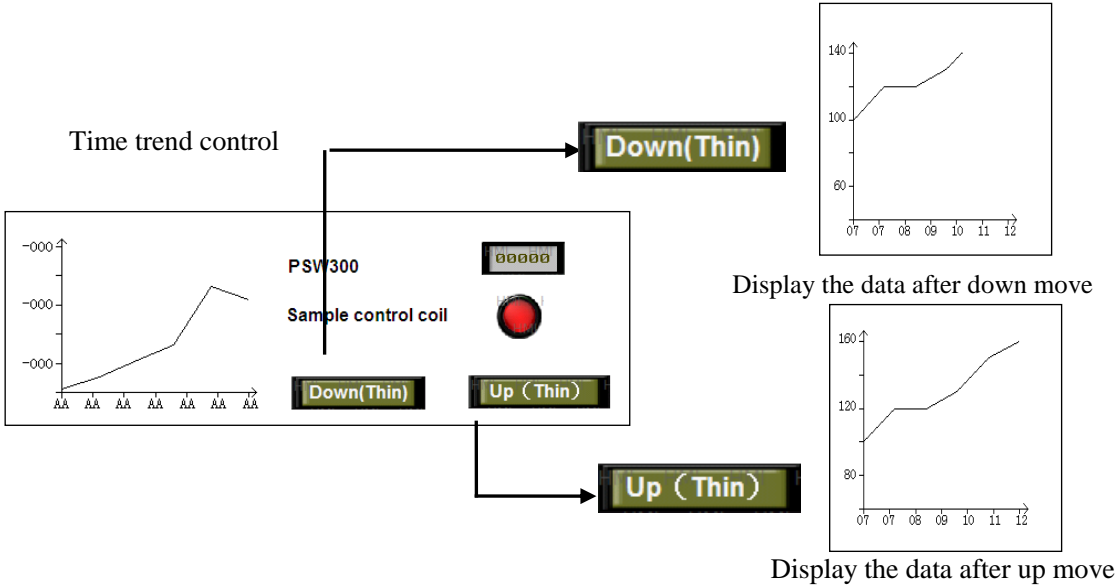 Time trend control
Down(Thin)
140
100
60
07 07 09 10 11 12
Display the data after down move
-000
-000
-000
AA AA AA AA AA AA AA
PSW300
00000
Sample control coil
Down(Thin)
Up（Thin）
Up（Thin）
160
120
80
07 07 08 09 10 11 12
Display the data after up move